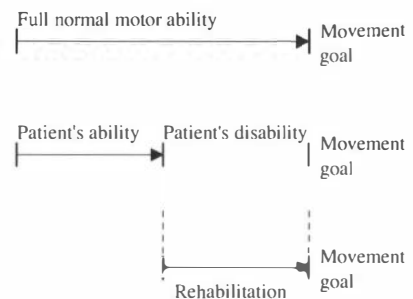 Full normal motor ability
Movement
goal
Patient's ability
Patient's disability
Movement
goal
Movement
goal
Rehabilitation